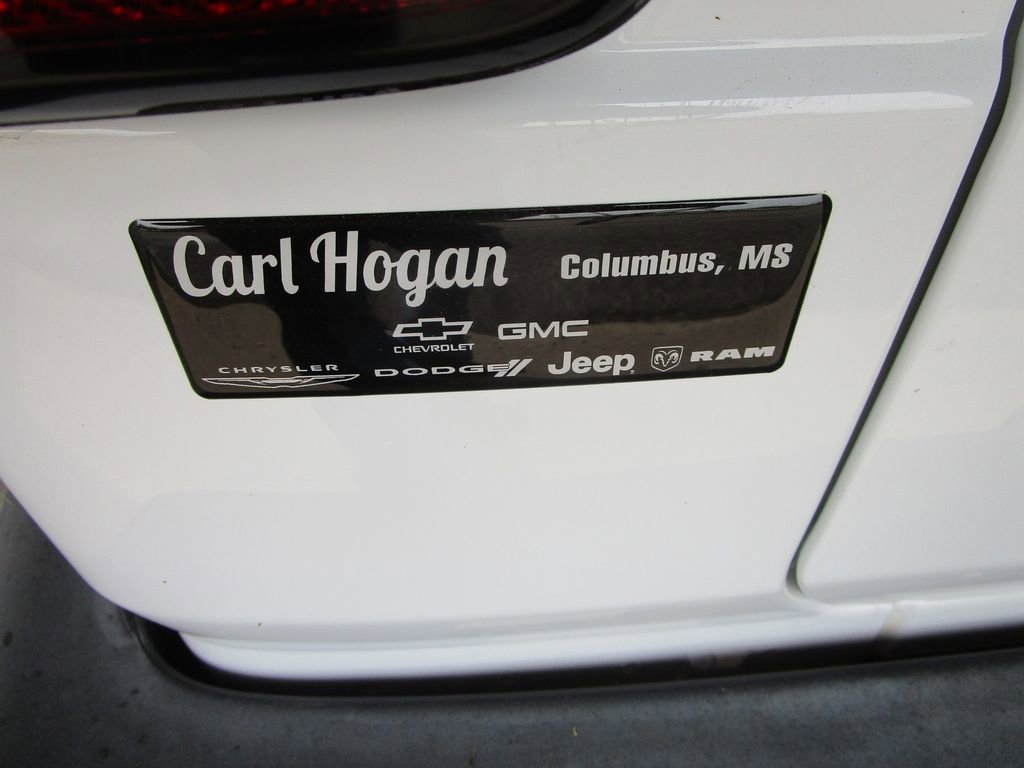 Carl Hogan Columbus, MS
CHEVROLET GMC
CHRYSLER DODGE Jeep RAM